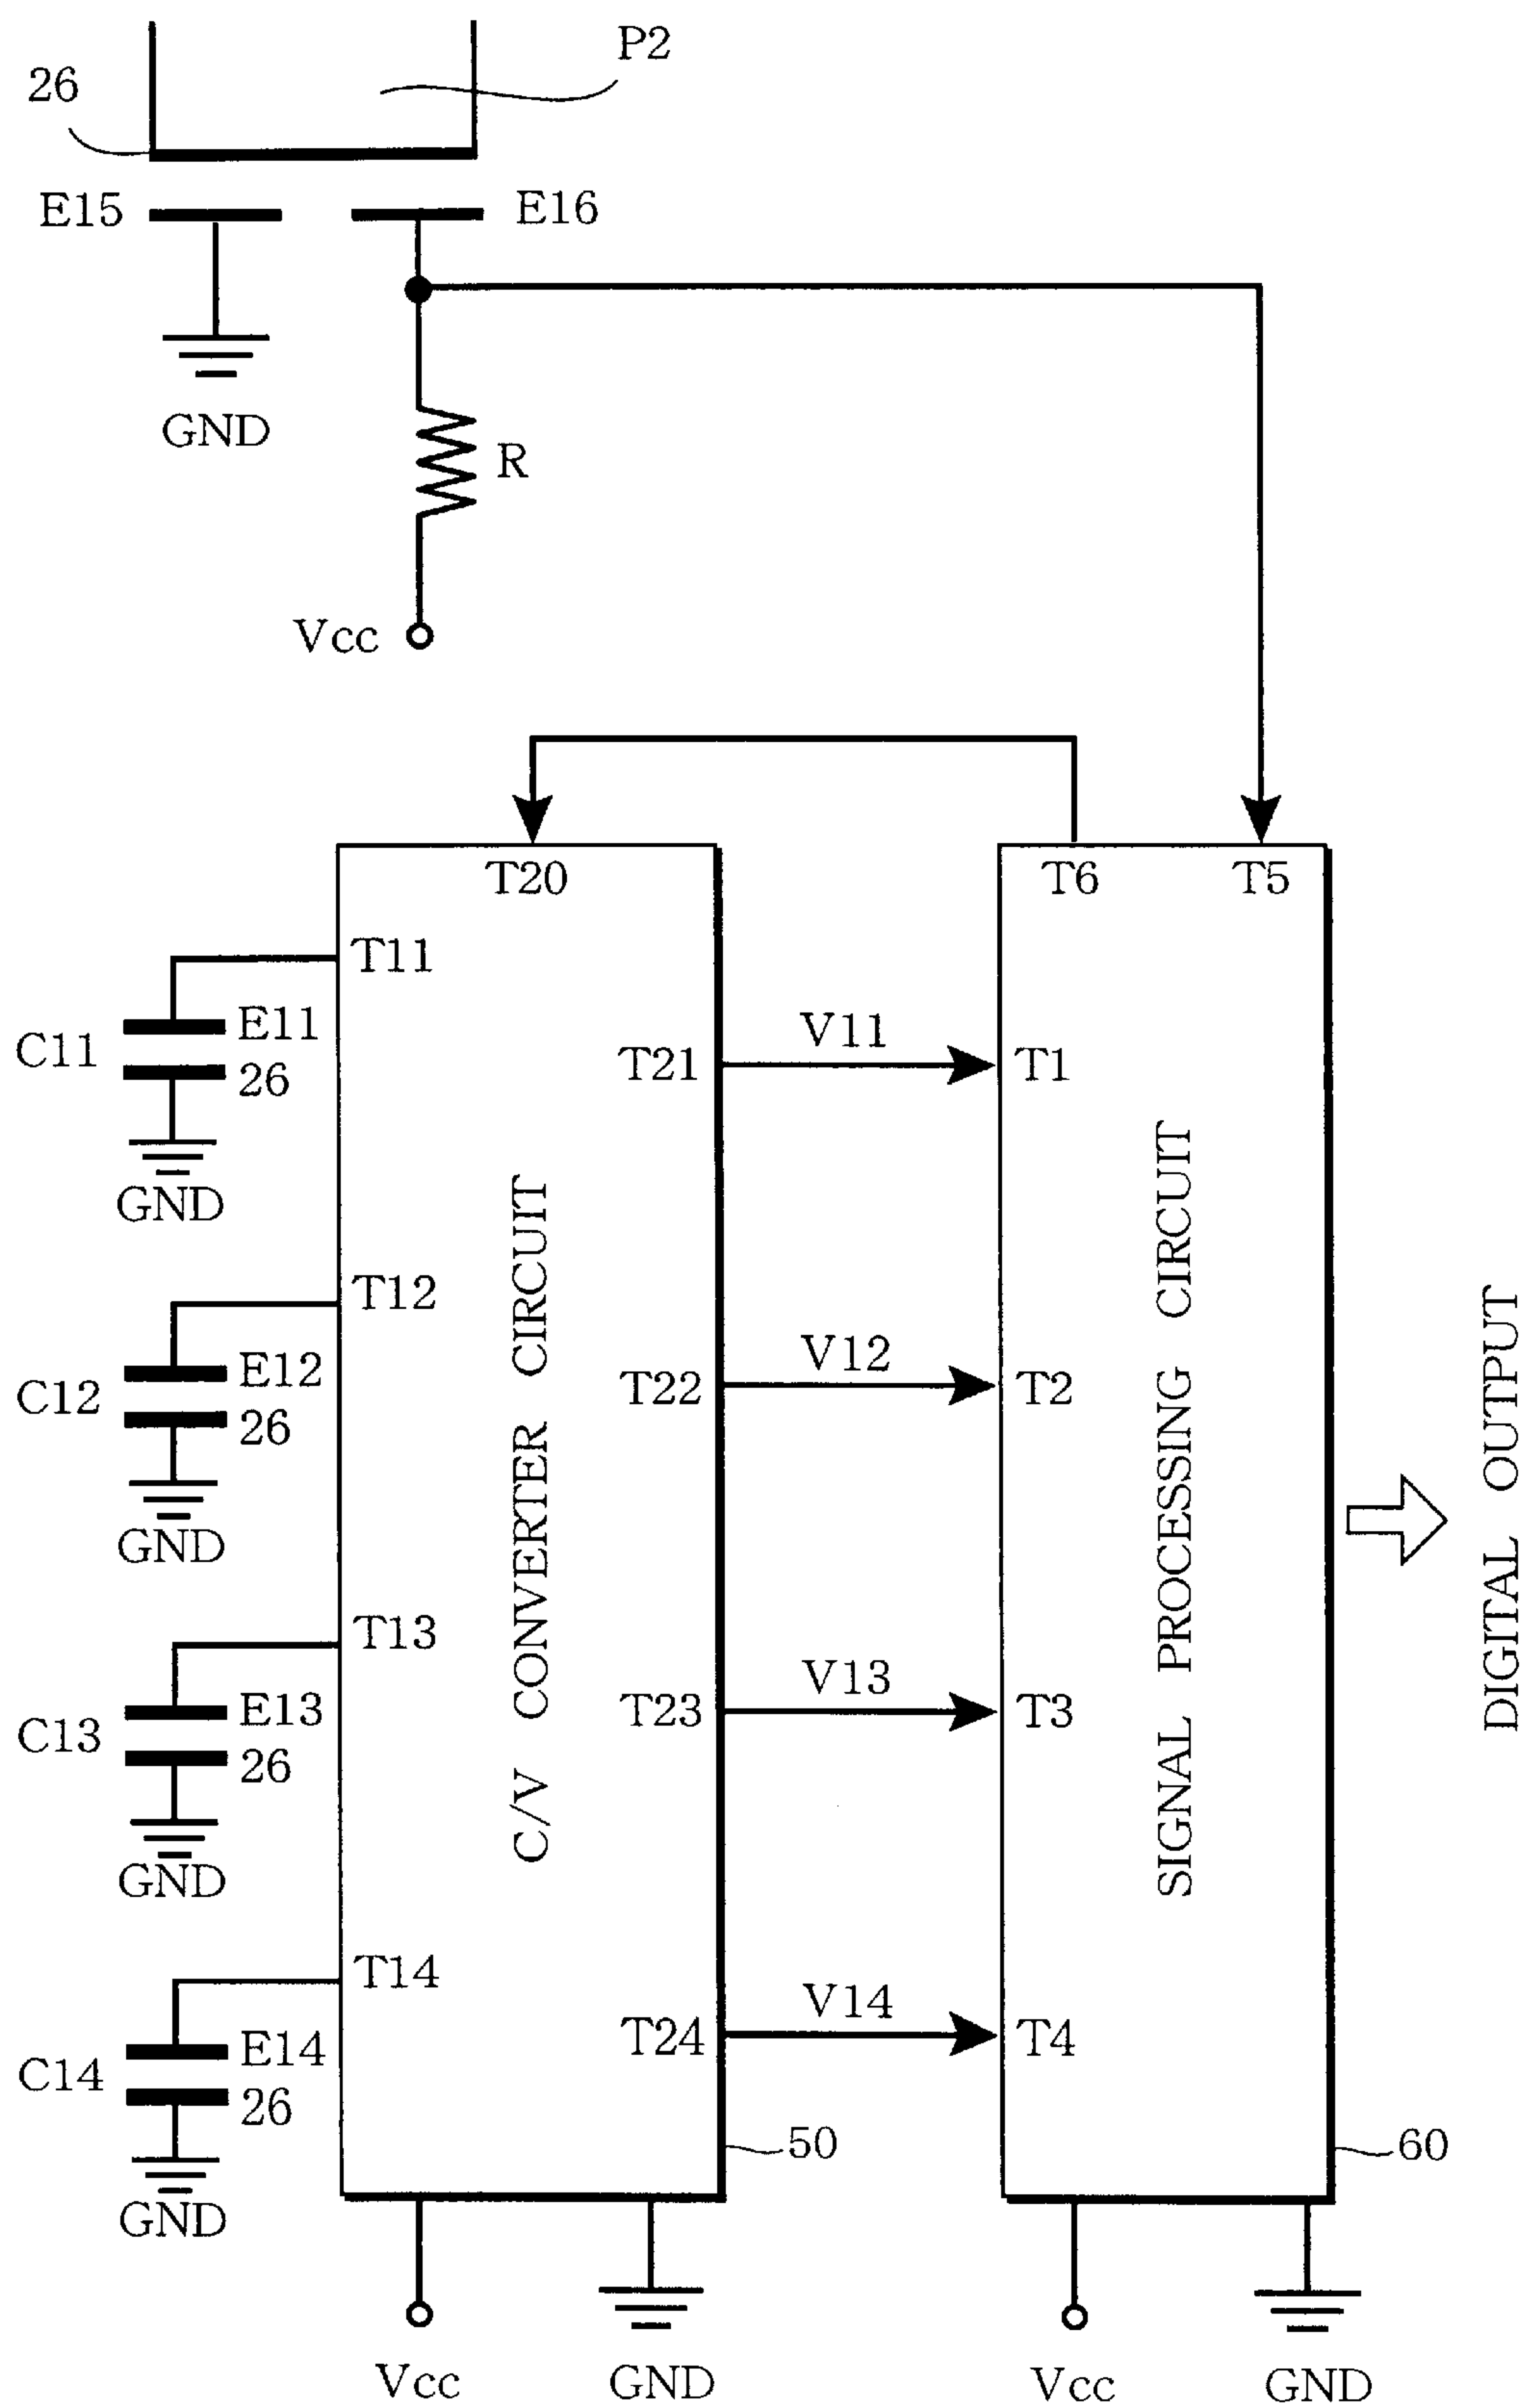 P2
26
E15
E16
GND
R
Vcc
T20
T6
T5
T11
C11
E11
26
GND
T21
V11
T1
T12
C12
E12
26
GND
T22
V12
T2
C/V CONVERTER CIRCUIT
SIGNAL PROCESSING CIRCUIT
DIGITAL OUTPUT
T13
C13
E13
26
GND
T23
V13
T3
T14
C14
E14
26
GND
T24
V14
T4
50
60
Vcc
GND
Vcc
GND